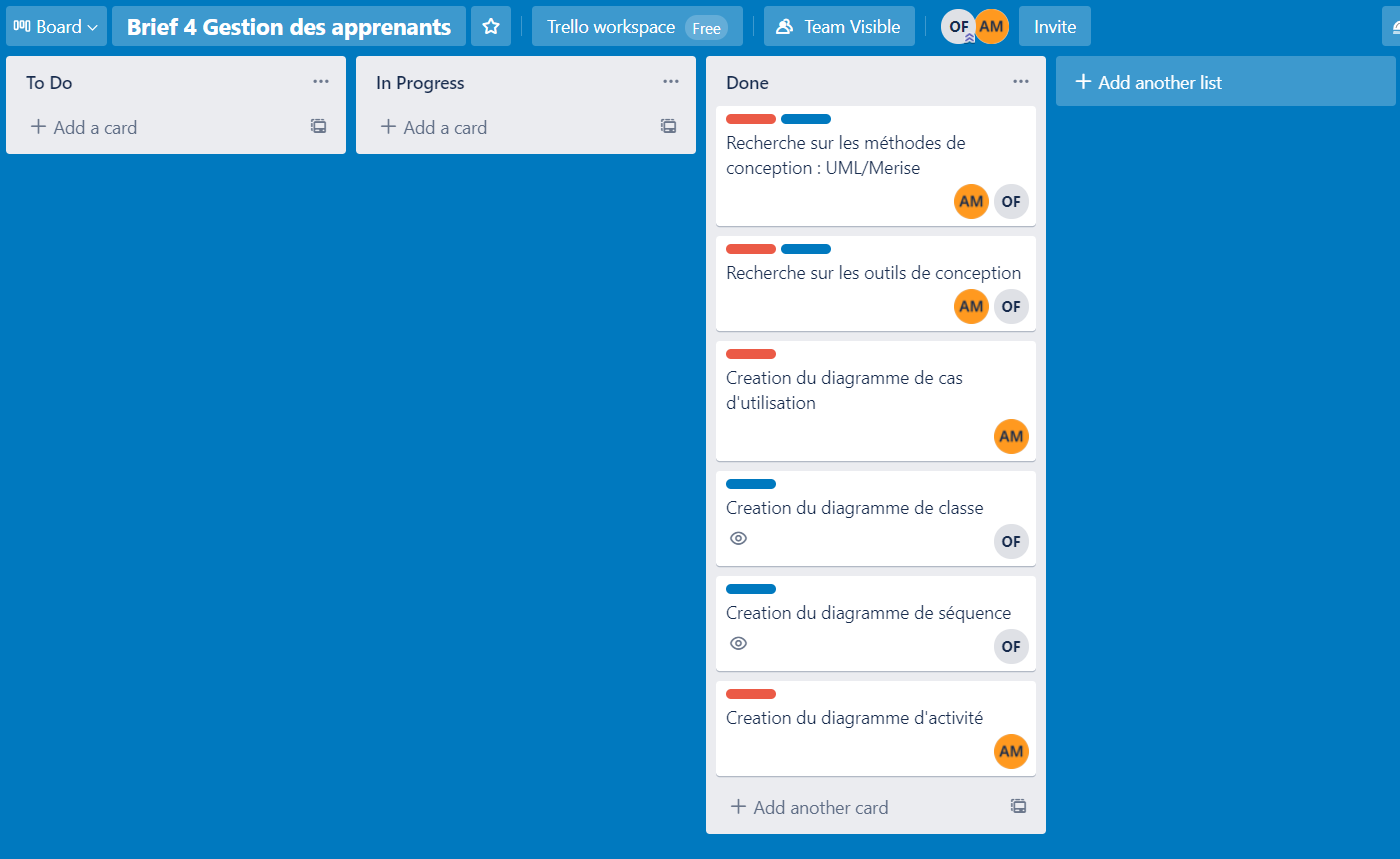 Board
Brief 4 Gestion des apprenants
Trello workspace Free
Team Visible
OF AM
Invite
To Do
Add a card
In Progress
Add a card
Done
Recherche sur les méthodes de
conception : UML/Merise
AM OF
Recherche sur les outils de conception
AM OF
Creation du diagramme de cas
d'utilisation
AM
Creation du diagramme de classe
OF
Creation du diagramme de séquence
OF
Creation du diagramme d'activité
AM
Add another card
Add another list